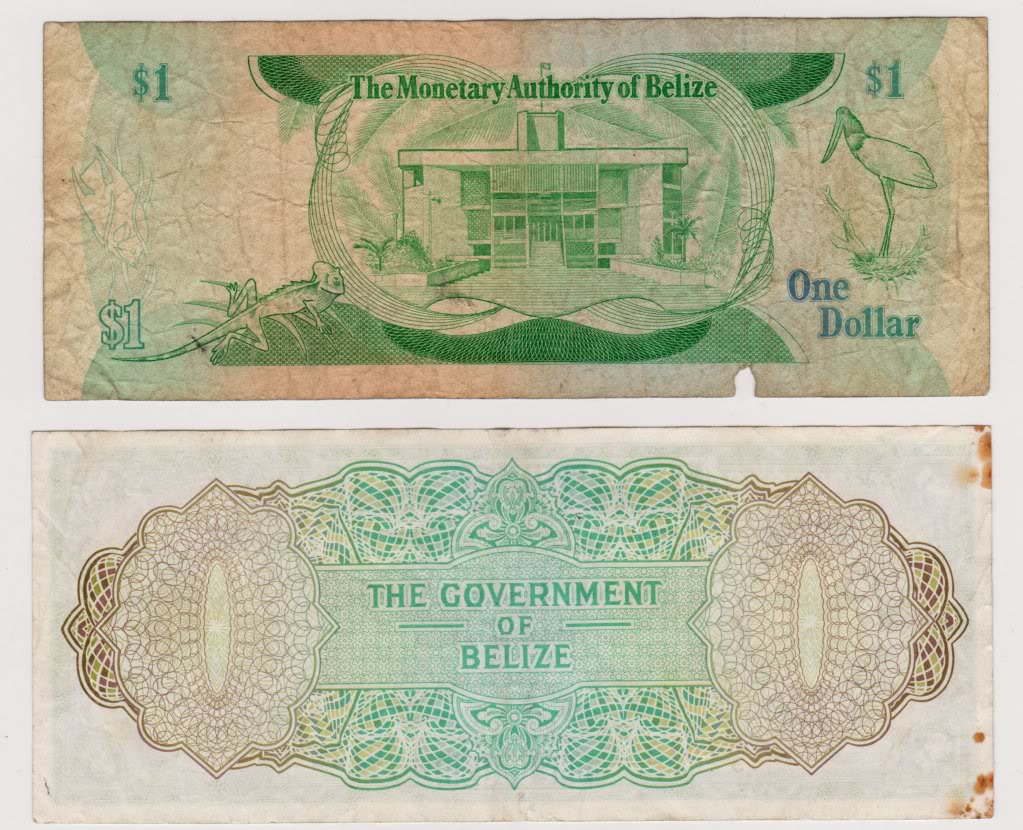 $1
$1
The Monetary Authority of Belize
$1
One
Dollar
THE GOVERNMENT
OF
BELIZE